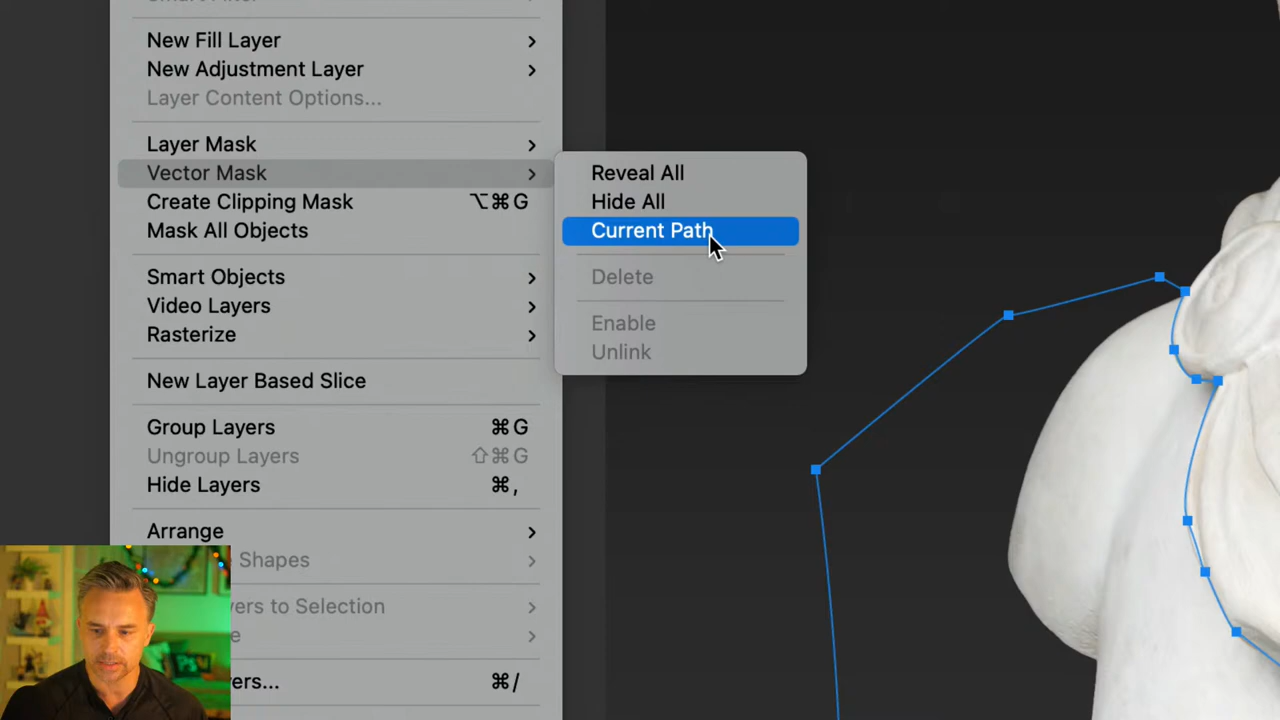 New Fill Layer
New Adjustment Layer
Layer Content Options...
Layer Mask
Vector Mask
Create Clipping Mask ⌥⌘G
Mask All Objects
Reveal All
Hide All
Current Path
Delete
Enable
Unlink
Smart Objects
Video Layers
Rasterize
New Layer Based Slice
Group Layers ⌘G
Ungroup Layers ⇧⌘G
Hide Layers ⌘,
Arrange
Shapes
to Selection
⌘/